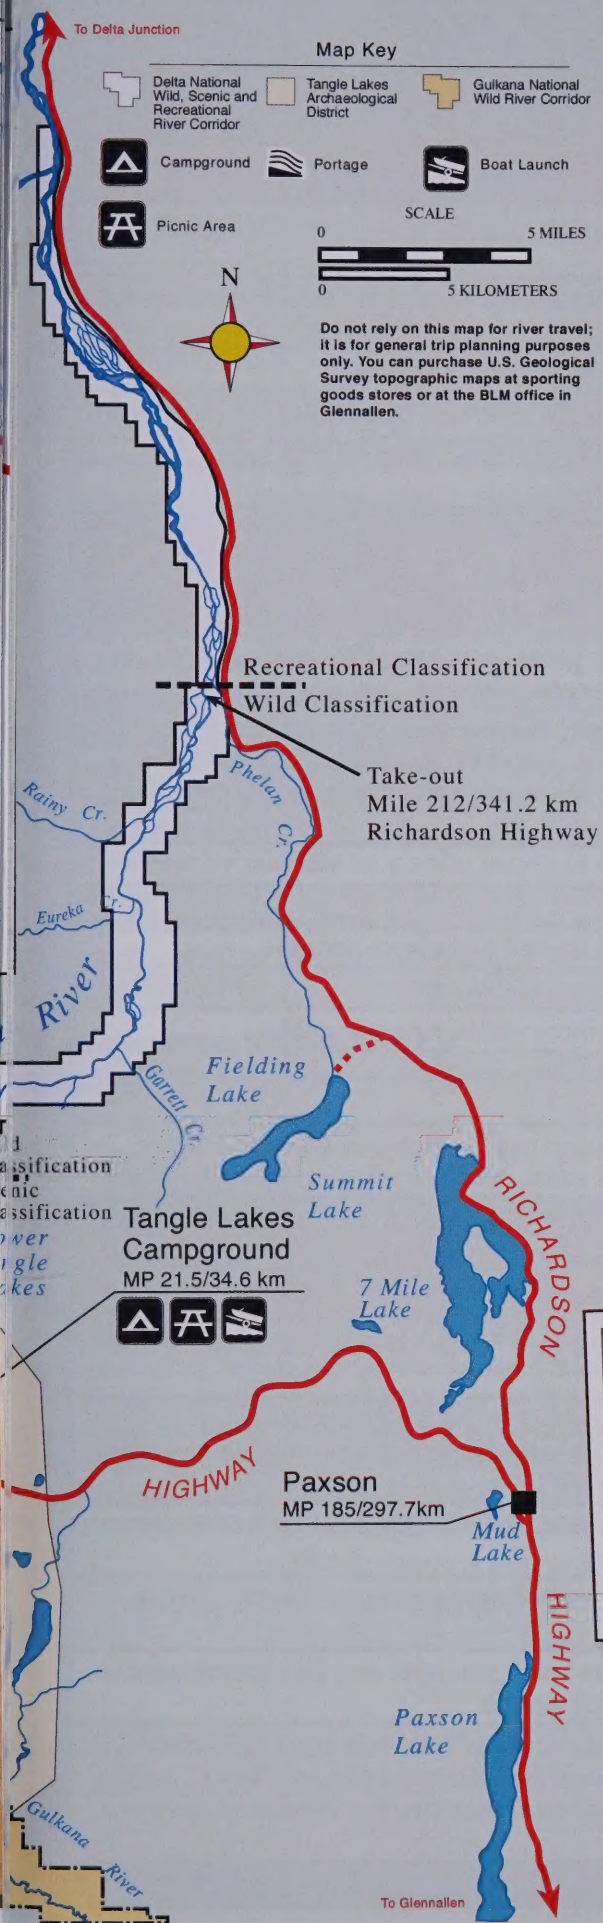 To Delta Junction
Map Key
Delta National
Wild, Scenic and
Recreational
River Corridor
Tangle Lakes
Archaeological
District
Gulkana National
Wild River Corridor
Campground
Portage
Boat Launch
Picnic Area
SCALE
0 5 MILES
0 5 KILOMETERS
N
Do not rely on this map for river travel;
it is for general trip planning purposes
only. You can purchase U.S. Geological
Survey topographic maps at sporting
goods stores or at the BLM office in
Glennallen.
Recreational Classification
Wild Classification
Take-out
Mile 212/341.2 km
Richardson Highway
Phelan Cr.
Rainy Cr.
Eureka Cr.
River
Garrett Cr.
Fielding
Lake
Summit
Lake
assification
enic
assification
ower
ngle
akes
Tangle Lakes
Campground
MP 21.5/34.6 km
7 Mile
Lake
RICHARDSON
HIGHWAY
Paxson
MP 185/297.7km
Mud
Lake
HIGHWAY
Paxson
Lake
Gulkana River
To Glennallen